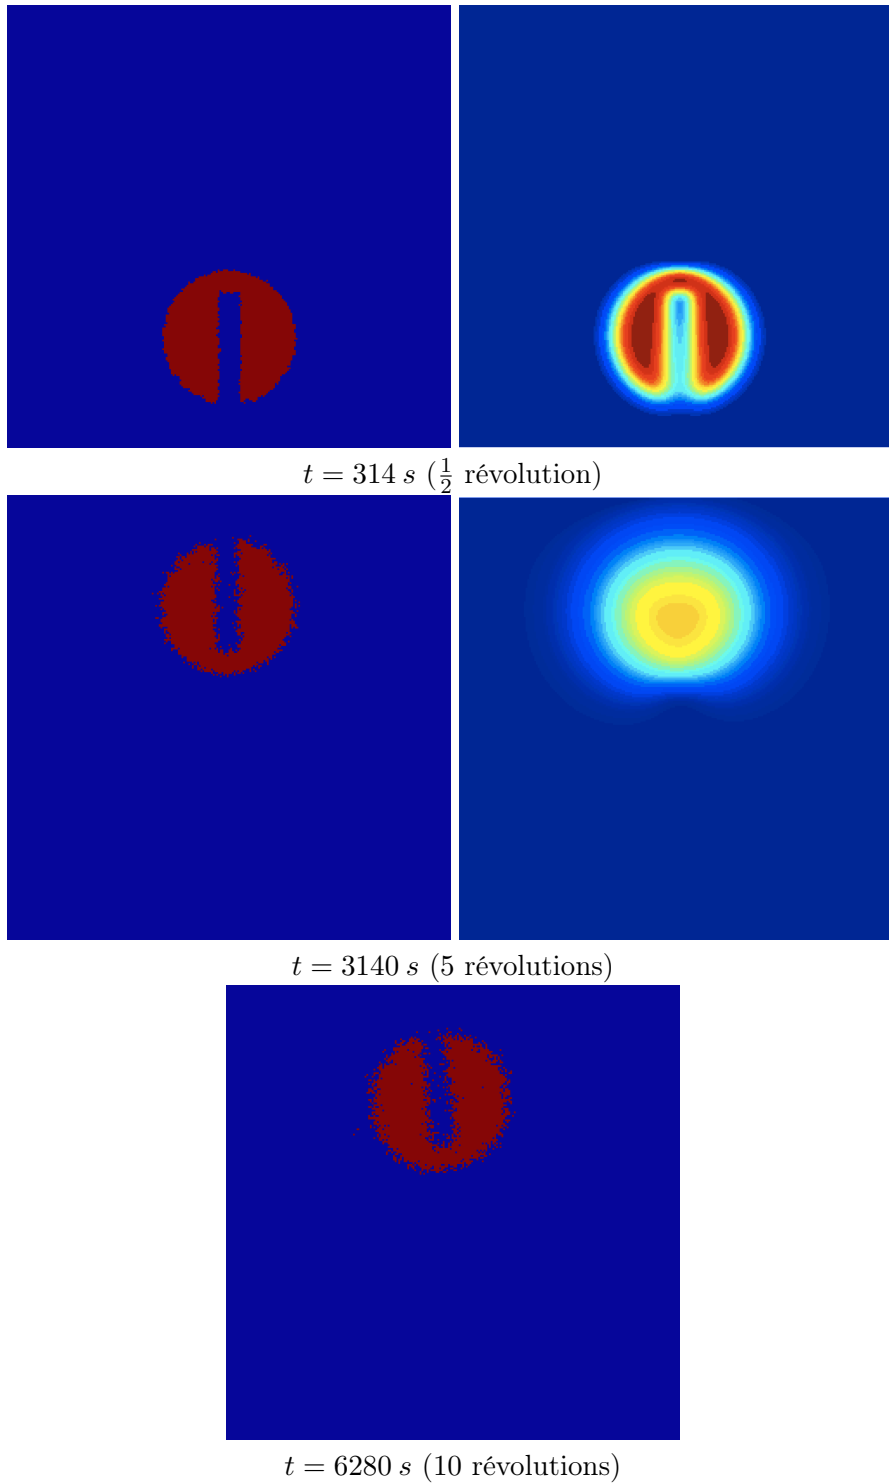 t = 314 s (1/2 révolution)
t = 3140 s (5 révolutions)
t = 6280 s (10 révolutions)